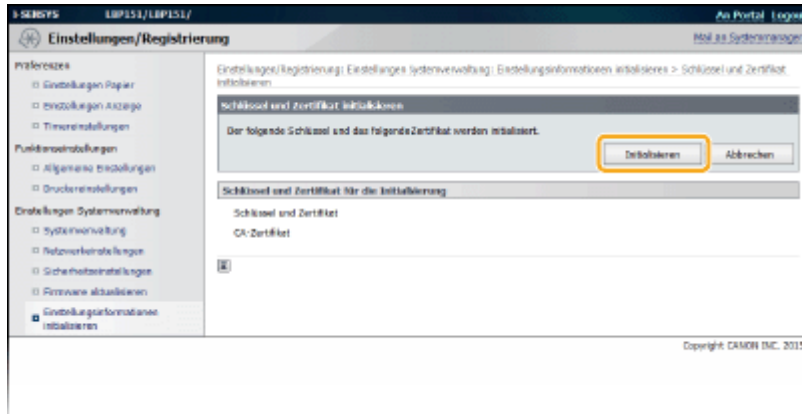 i-SENSYS LBP151/LBP151/ An Portal Logout
Einstellungen/Registrierung Mail an Systemmanager
Präferenzen
Einstellungen Papier
Einstellungen Anzeige
Timereinstellungen
Funktionseinstellungen
Allgemeine Einstellungen
Druckereinstellungen
Einstellungen Systemverwaltung
Systemverwaltung
Netzwerkeinstellungen
Sicherheitseinstellungen
Firmware aktualisieren
Einstellungsinformationen
initialisieren
Einstellungen/Registrierung: Einstellungen Systemverwaltung: Einstellungsinformationen initialisieren > Schlüssel und Zertifikat
initialisieren
Schlüssel und Zertifikat initialisieren
Der folgende Schlüssel und das folgendeZertifikat werden initialisiert.
Initialisieren Abbrechen
Schlüssel und Zertifikat für die Initialisierung
Schlüssel und Zertifikat
CA-Zertifikat
Copyright CANON INC. 2015